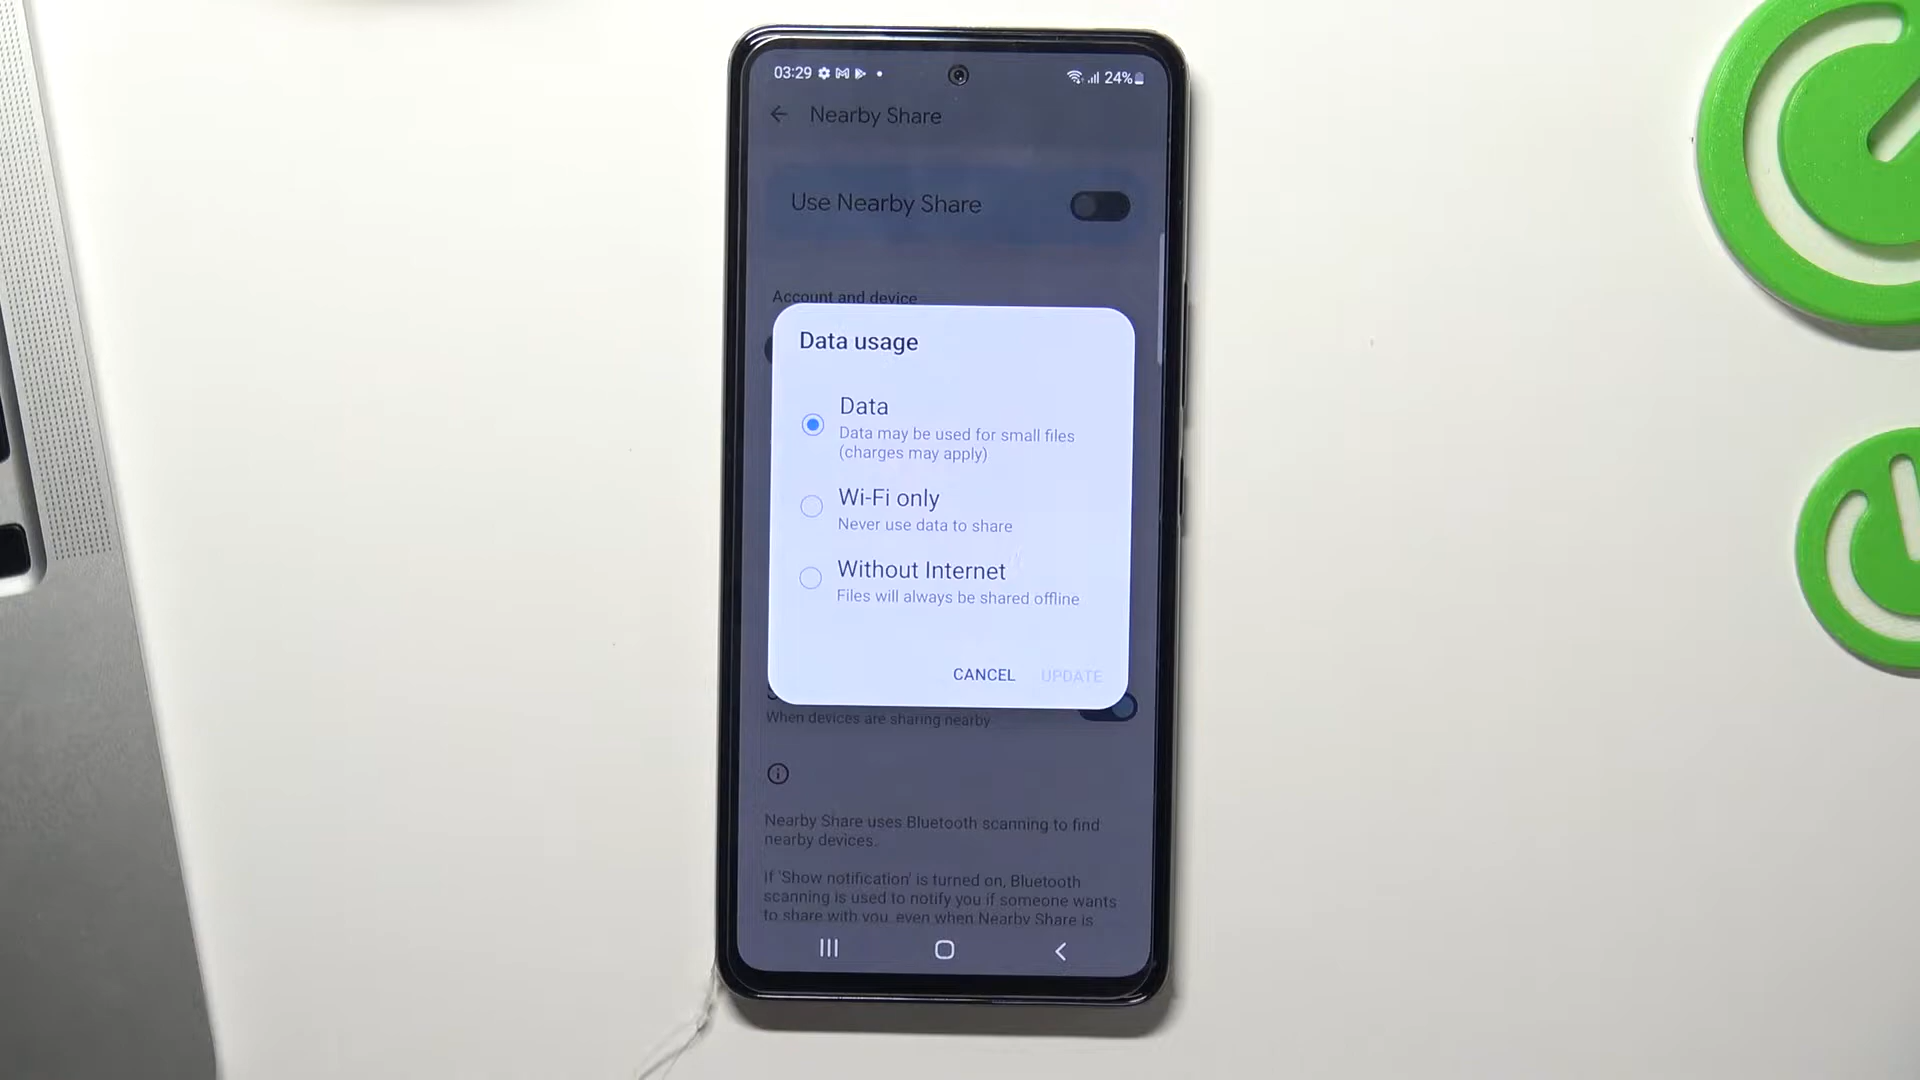 03:29
24%
Nearby Share
Use Nearby Share
Account and device
Data usage
Data
Data may be used for small files
(charges may apply)
Wi-Fi only
Never use data to share
Without Internet
Files will always be shared offline
CANCEL UPDATE
When devices are sharing nearby
Nearby Share uses Bluetooth scanning to find
nearby devices.
If 'Show notification' is turned on, Bluetooth
scanning is used to notify you if someone wants
to share with you, even when Nearby Share is